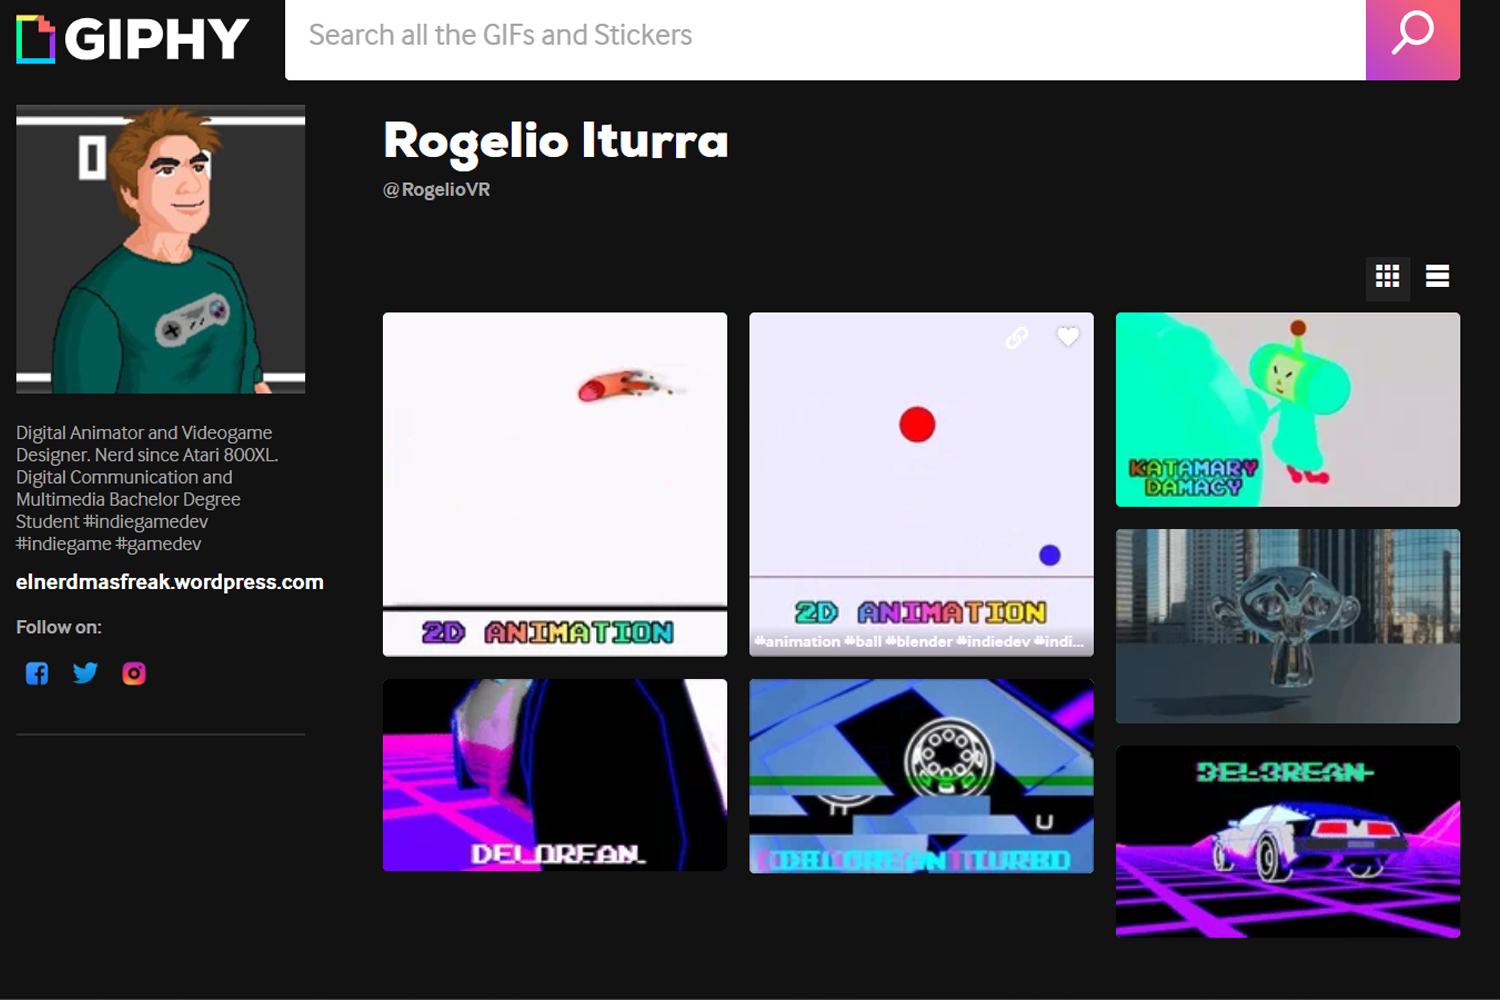 GIPHY
Search all the GIFs and Stickers
Rogelio Iturra
@RogelioVR
Digital Animator and Videogame
Designer. Nerd since Atari 800XL.
Digital Communication and
Multimedia Bachelor Degree
Student #indiegamedev
#indiegame #gamedev
elnerdmasfreak.wordpress.com
Follow on:
2D ANIMATION
2D ANIMATION
#animation #ball #blender #indiedev #indi...
KATAMARY
DAMACY
DELOREAN
U
DELOREAN TURBO
DELOREAN